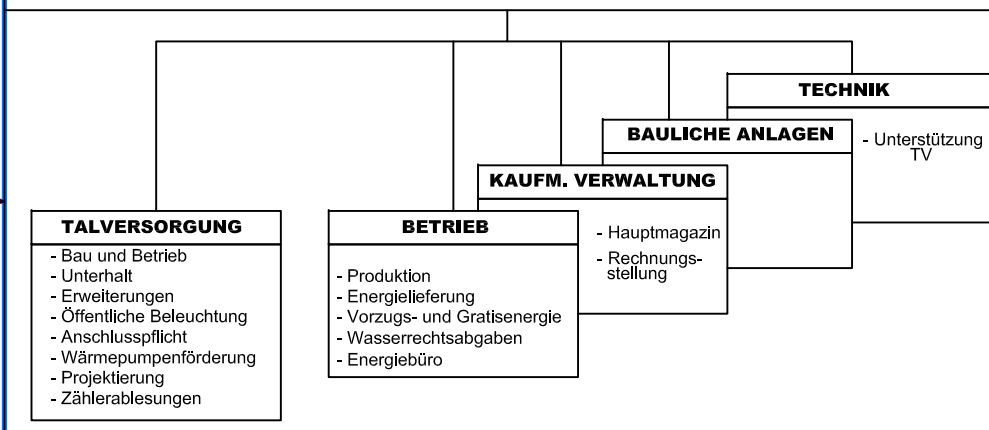 TECHNIK
- Unterstützung
TV
BAULICHE ANLAGEN
KAUFM. VERWALTUNG
- Hauptmagazin
- Rechnungs-
stellung
TALVERSORGUNG
- Bau und Betrieb
- Unterhalt
- Erweiterungen
- Öffentliche Beleuchtung
- Anschlusspflicht
- Wärmepumpenförderung
- Projektierung
- Zählerablesungen
BETRIEB
- Produktion
- Energielieferung
- Vorzugs- und Gratisenergie
- Wasserrechtsabgaben
- Energiebüro